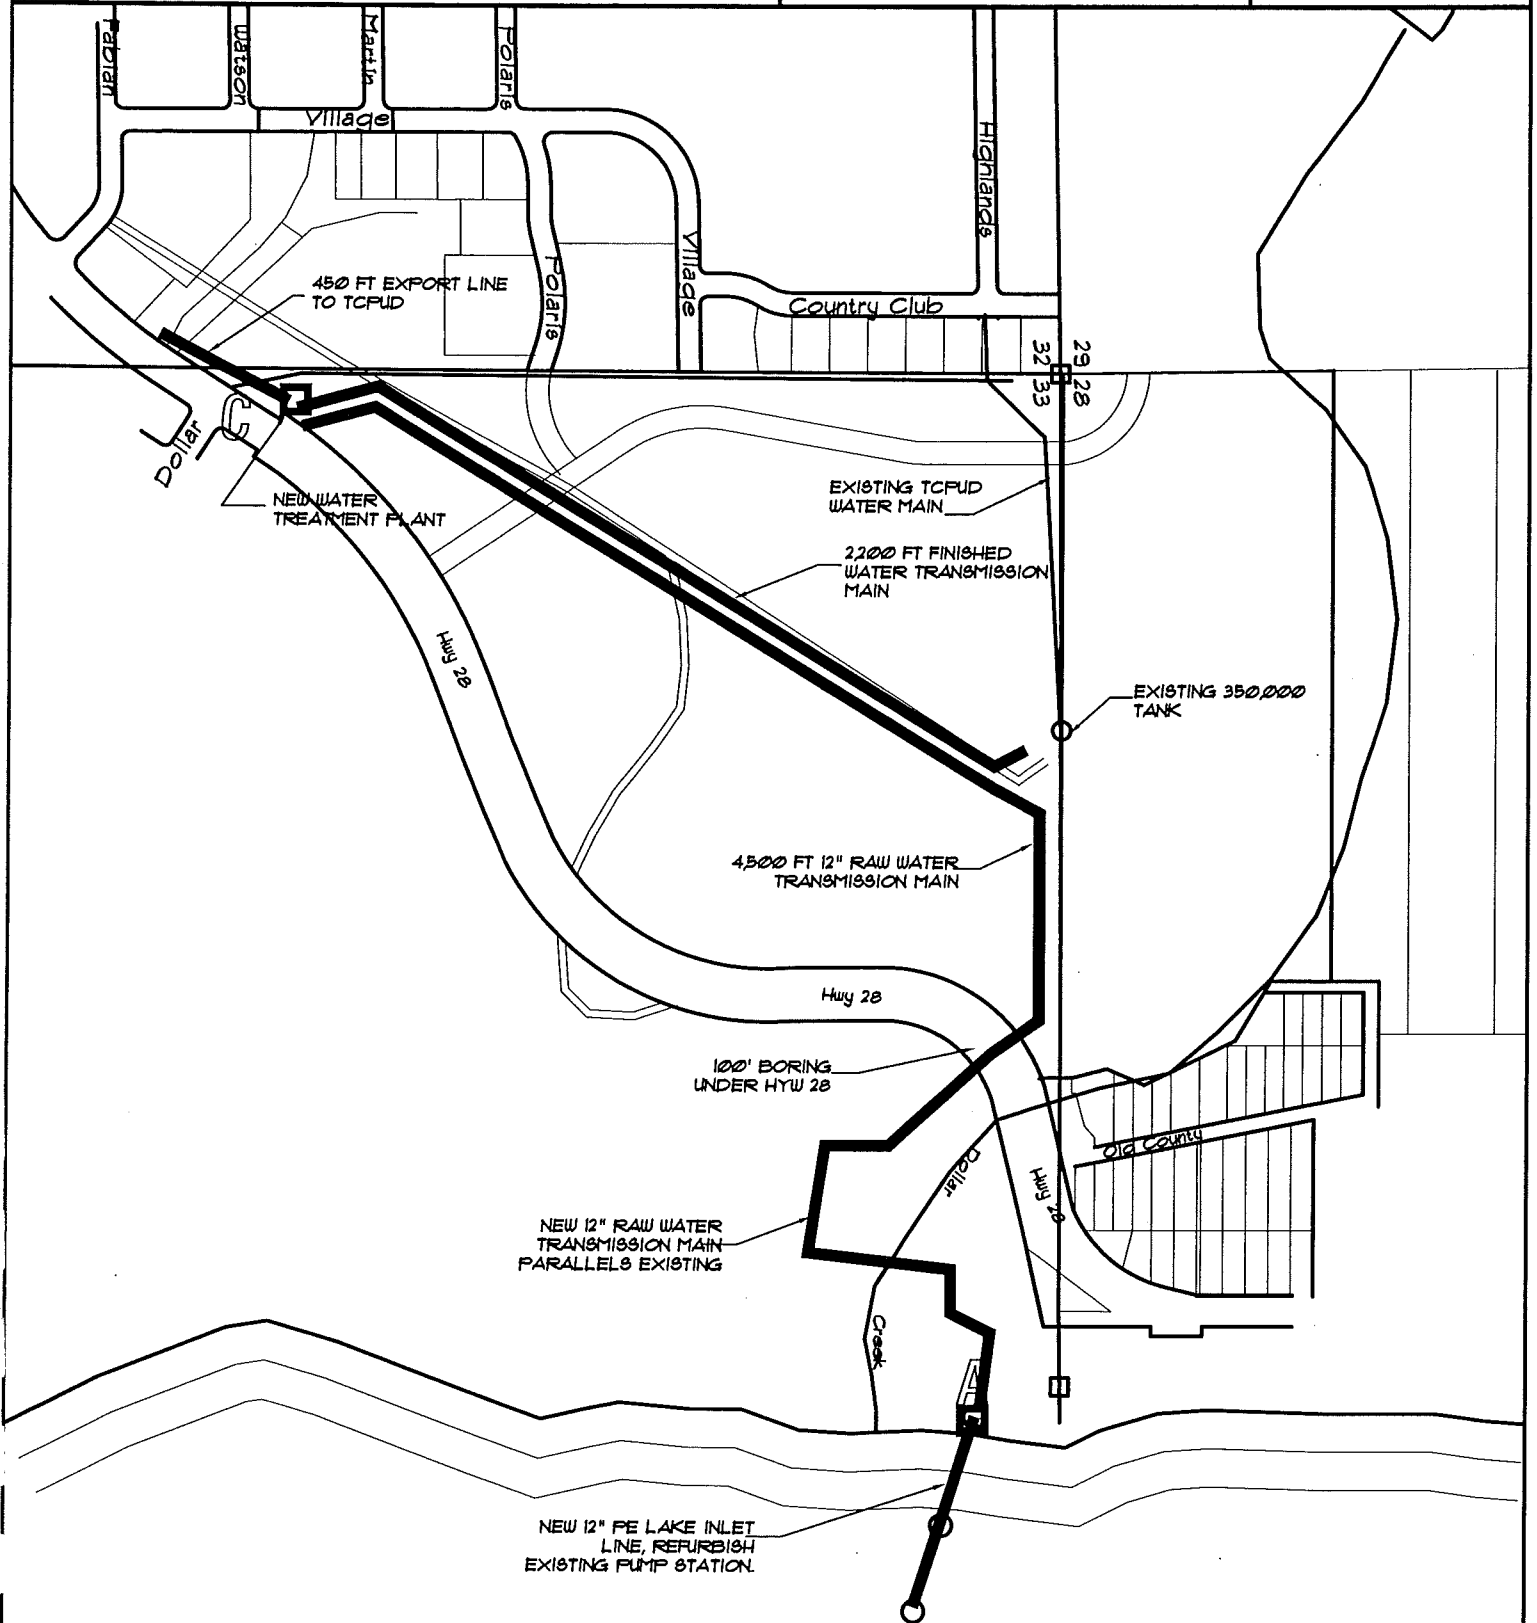 Fabian
Watson
Martin
Polaris
Village
Highlands
Village
Polaris
450 FT EXPORT LINE
TO TCPUD
Country Club
29
32
28
33
C
Dollar
NEW WATER
TREATMENT PLANT
EXISTING TCPUD
WATER MAIN
2,200 FT FINISHED
WATER TRANSMISSION
MAIN
Hwy 28
EXISTING 350,000
TANK
4,500 FT 12" RAW WATER
TRANSMISSION MAIN
Hwy 28
100' BORING
UNDER HYW 28
Old County
Dollar
Hwy 28
NEW 12" RAW WATER
TRANSMISSION MAIN
PARALLELS EXISTING
Creek
A
NEW 12" PE LAKE INLET
LINE, REFURBISH
EXISTING PUMP STATION.